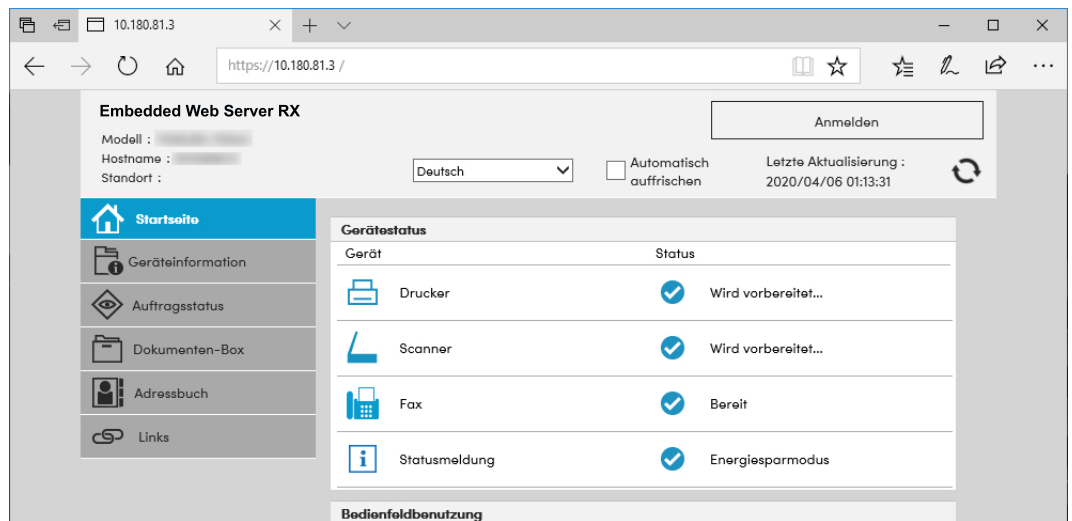 10.180.81.3
https://10.180.81.3 /
Embedded Web Server RX
Anmelden
Modell :
Hostname :
Standort :
Deutsch
Automatisch
auffrischen
Letzte Aktualisierung :
2020/04/06 01:13:31
Startseite
Geräteinformation
Auftragsstatus
Dokumenten-Box
Adressbuch
Links
Gerätestatus
Gerät Status
Drucker Wird vorbereitet...
Scanner Wird vorbereitet...
Fax Bereit
Statusmeldung Energiesparmodus
Bedienfeldbenutzung